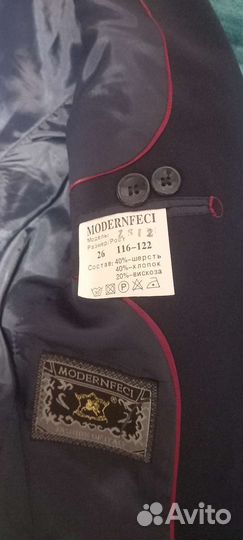 MODERNFECI
Модель:
Размер: Рост
26 116-122
Состав: 40%-шерсть
40%-хлопок
20%-вискоза
MODERNFECI
Avito